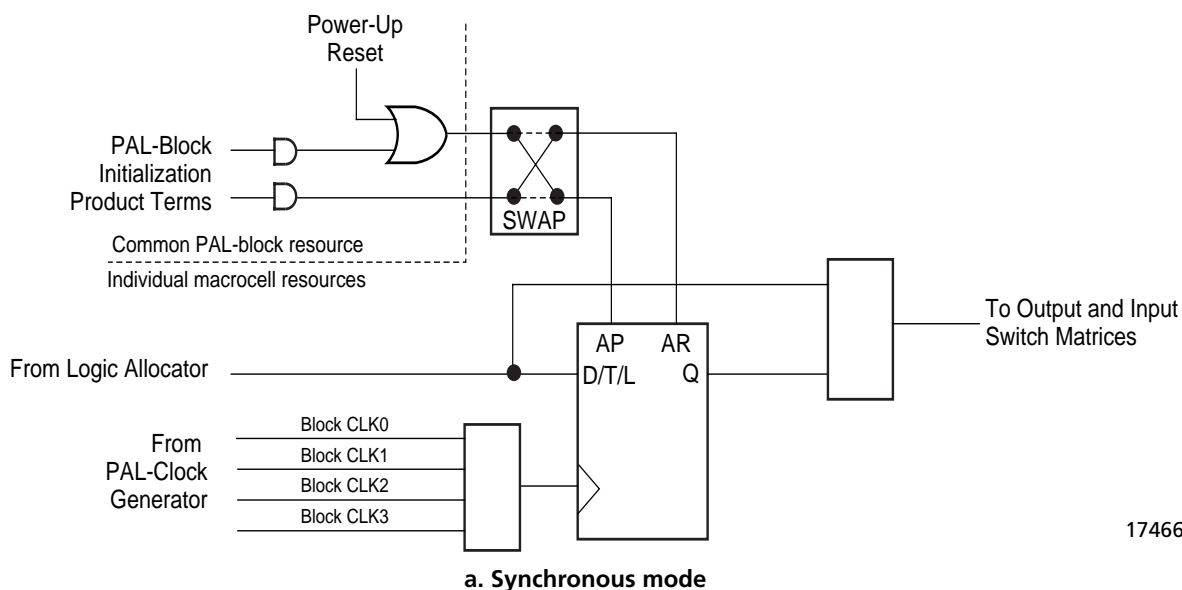 Power-Up
Reset
PAL-Block
Initialization
Product Terms
SWAP
Common PAL-block resource
Individual macrocell resources
To Output and Input
Switch Matrices
AP AR
From Logic Allocator
D/T/L Q
From
PAL-Clock
Generator
Block CLK0
Block CLK1
Block CLK2
Block CLK3
17466
a. Synchronous mode